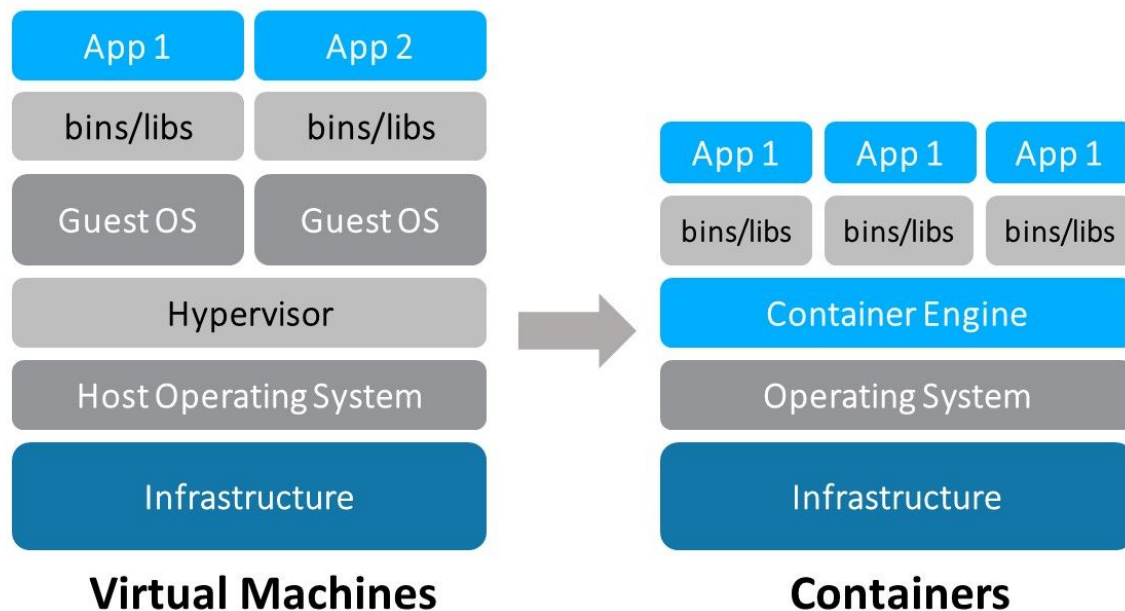 App 1
App 2
bins/libs
bins/libs
Guest OS
Guest OS
Hypervisor
Host Operating System
Infrastructure
Virtual Machines
App 1
App 1
App 1
bins/libs
bins/libs
bins/libs
Container Engine
Operating System
Infrastructure
Containers